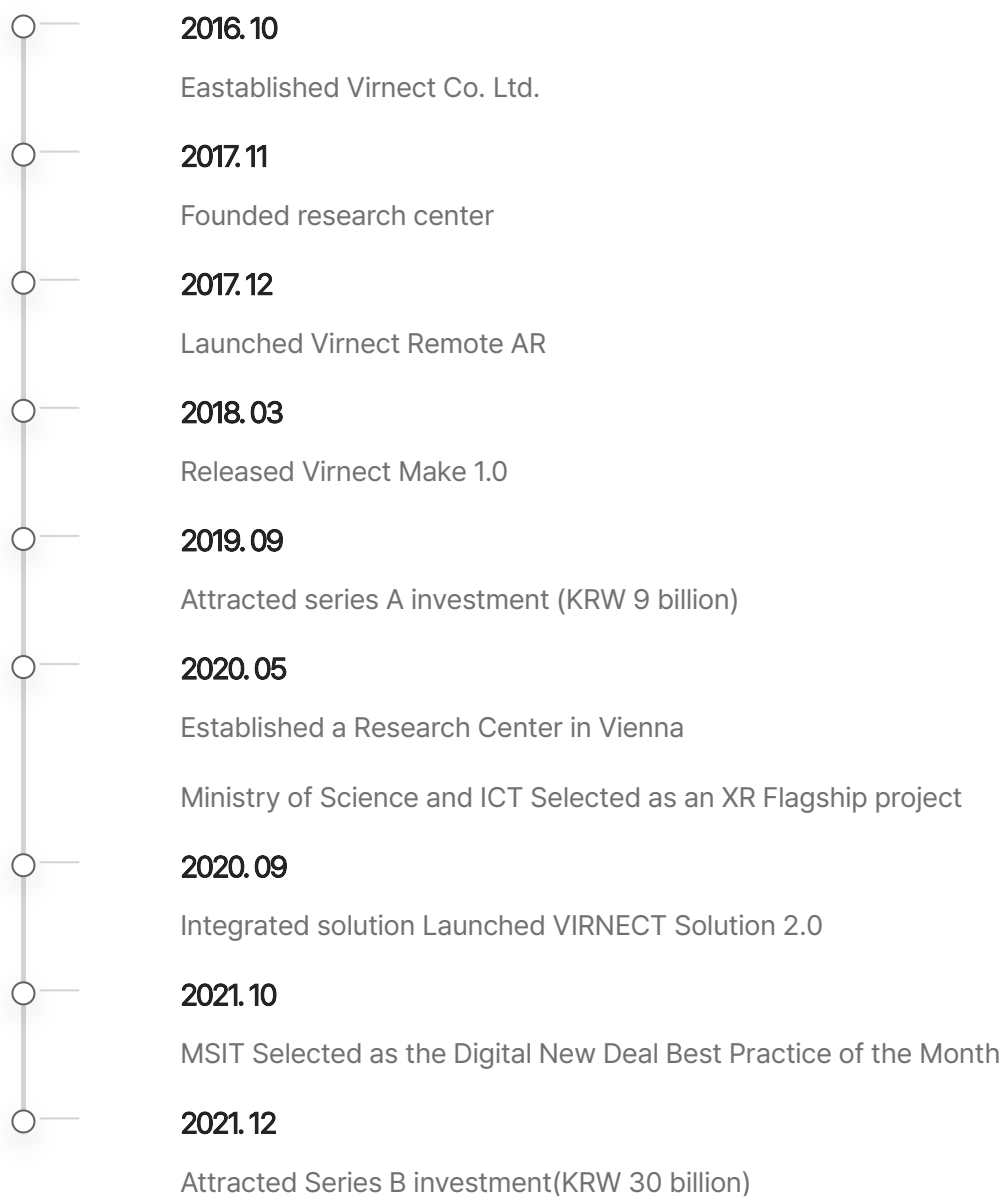 2016. 10
Eastablished Virnect Co. Ltd.
2017. 11
Founded research center
2017. 12
Launched Virnect Remote AR
2018. 03
Released Virnect Make 1.0
2019. 09
Attracted series A investment (KRW 9 billion)
2020. 05
Established a Research Center in Vienna
Ministry of Science and ICT Selected as an XR Flagship project
2020. 09
Integrated solution Launched VIRNECT Solution 2.0
2021. 10
MSIT Selected as the Digital New Deal Best Practice of the Month
2021. 12
Attracted Series B investment(KRW 30 billion)